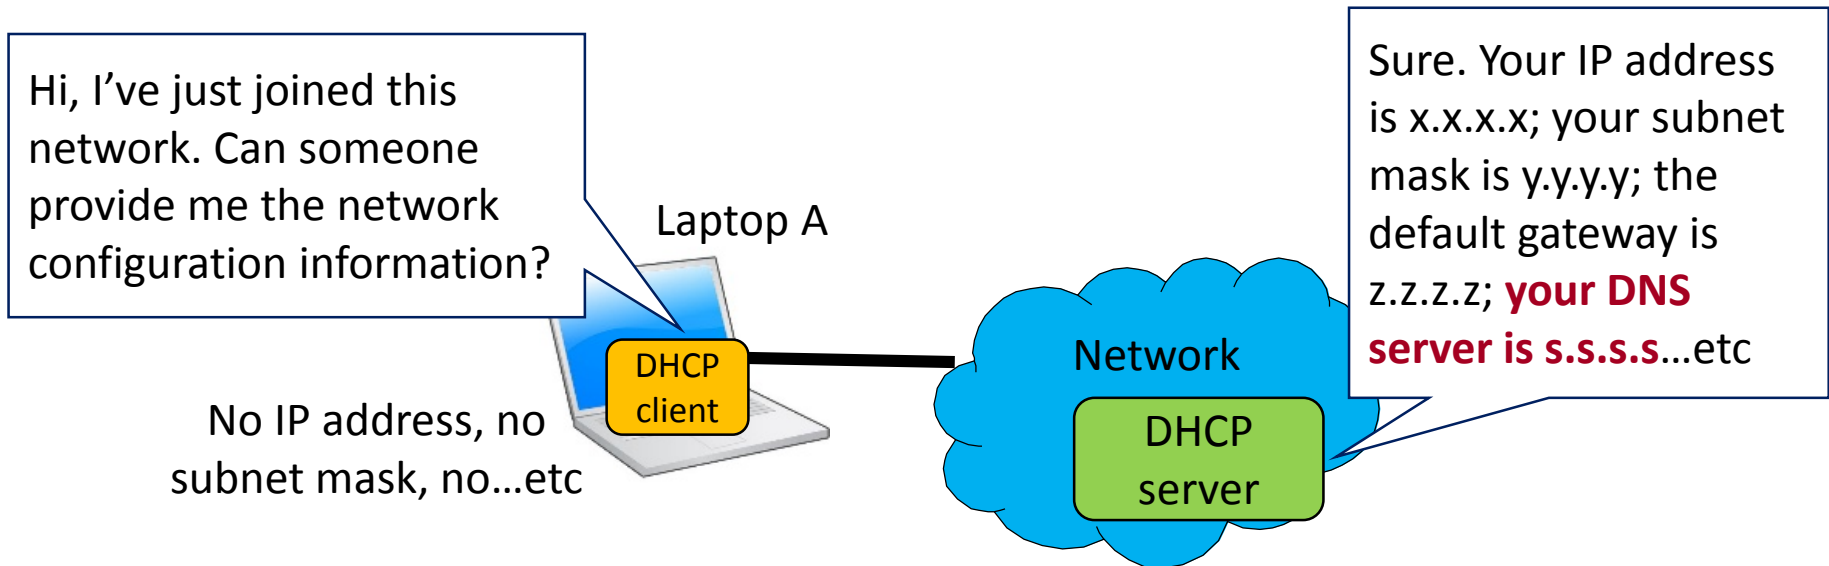 Hi, I’ve just joined this
network. Can someone
provide me the network
configuration information?
Laptop A
DHCP
client
No IP address, no
subnet mask, no…etc
Network
DHCP
server
Sure. Your IP address
is x.x.x.x; your subnet
mask is y.y.y.y; the
default gateway is
z.z.z.z; your DNS
server is s.s.s.s…etc